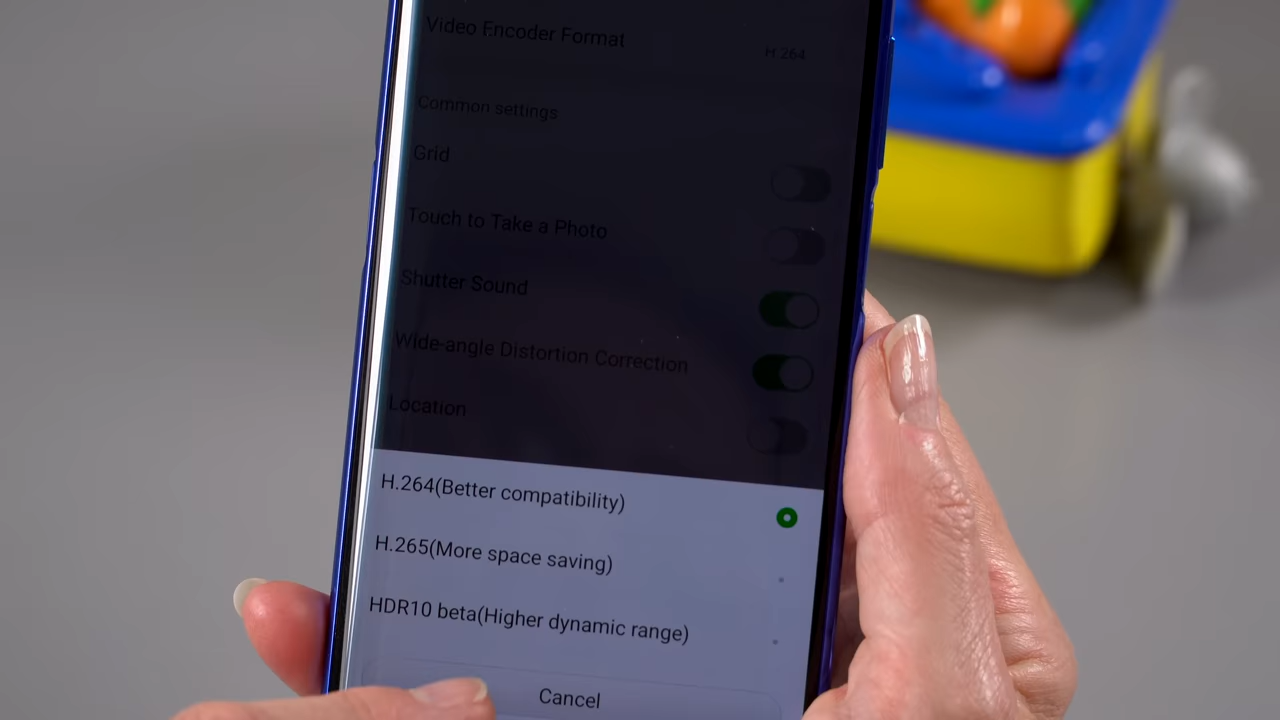 Video Encoder Format
H.264
Common settings
Grid
Touch to Take a Photo
Shutter Sound
Wide-angle Distortion Correction
Location
H.264(Better compatibility)
H.265(More space saving)
HDR10 beta(Higher dynamic range)
Cancel